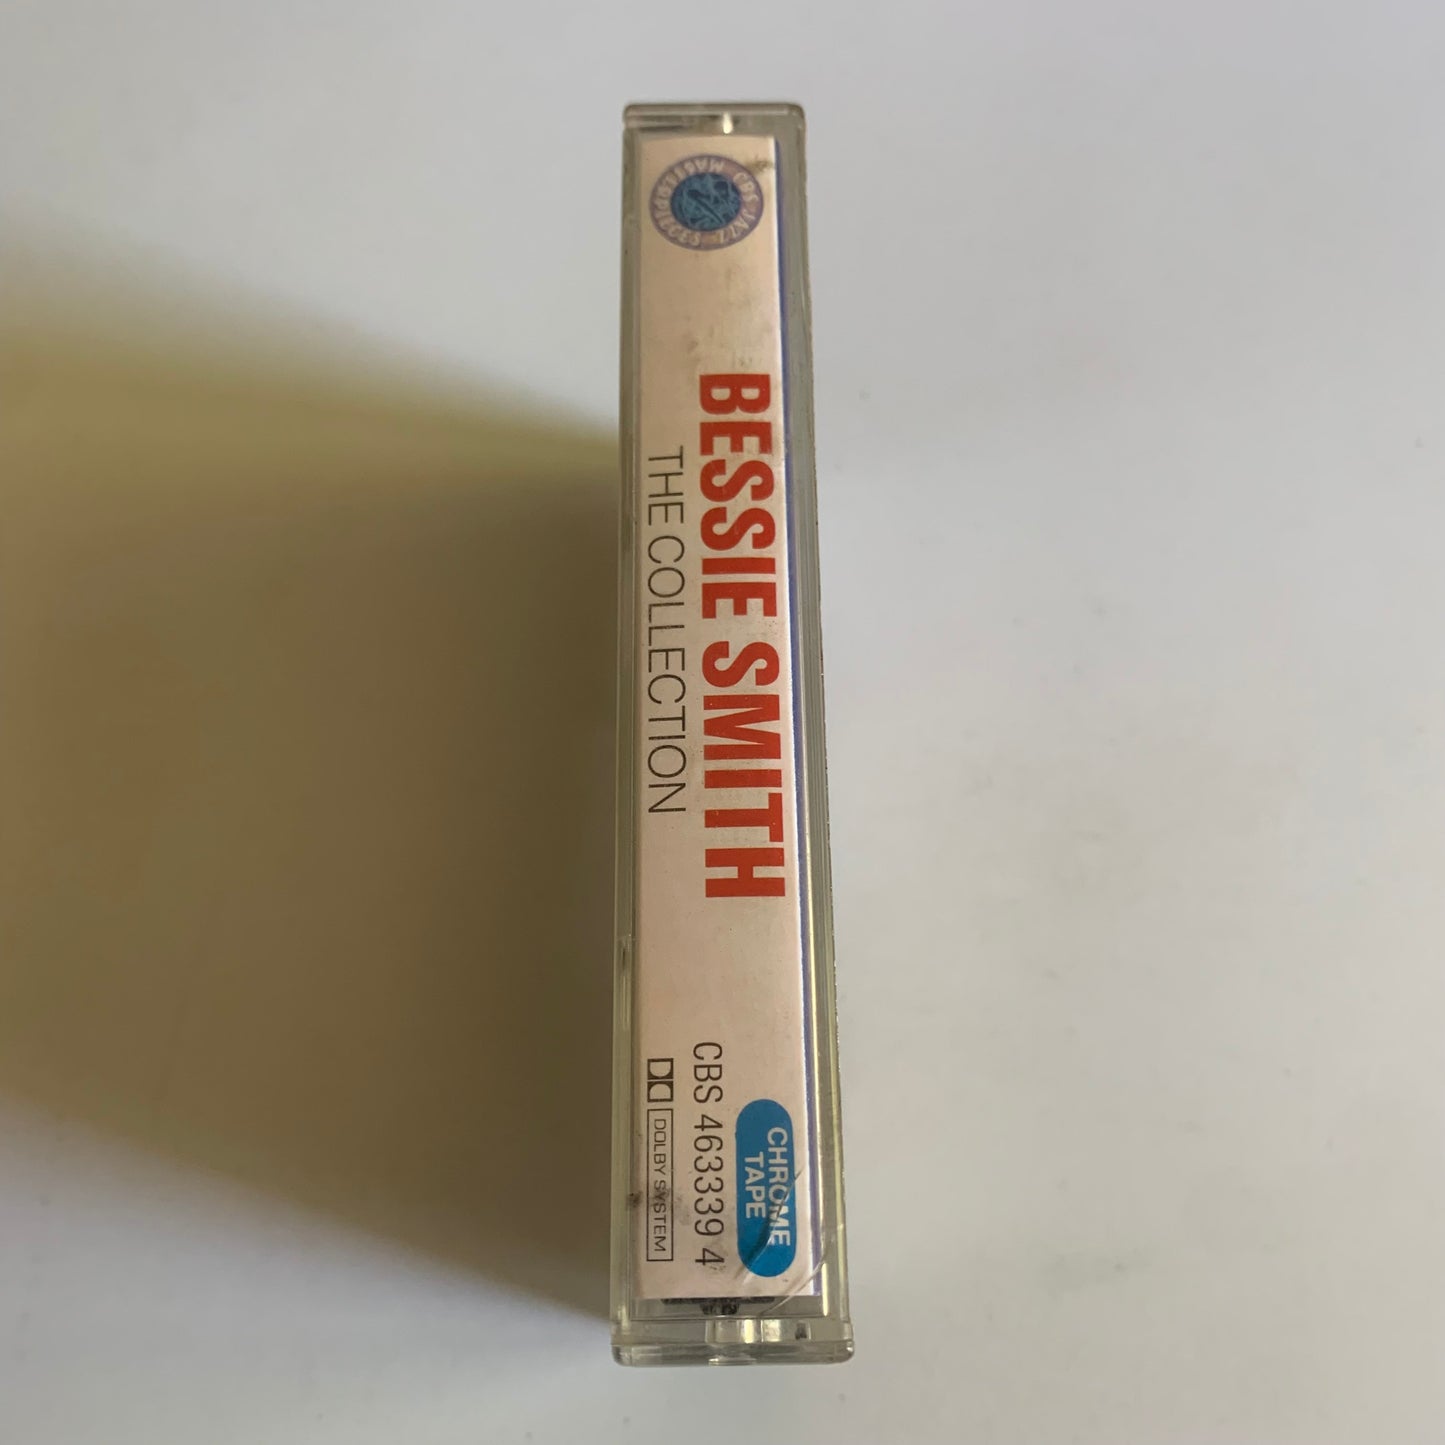 CBS JAZZ MASTERPIECES
BESSIE SMITH
THE COLLECTION
CHROME
TAPE
CBS 463339 4
DOLBY SYSTEM